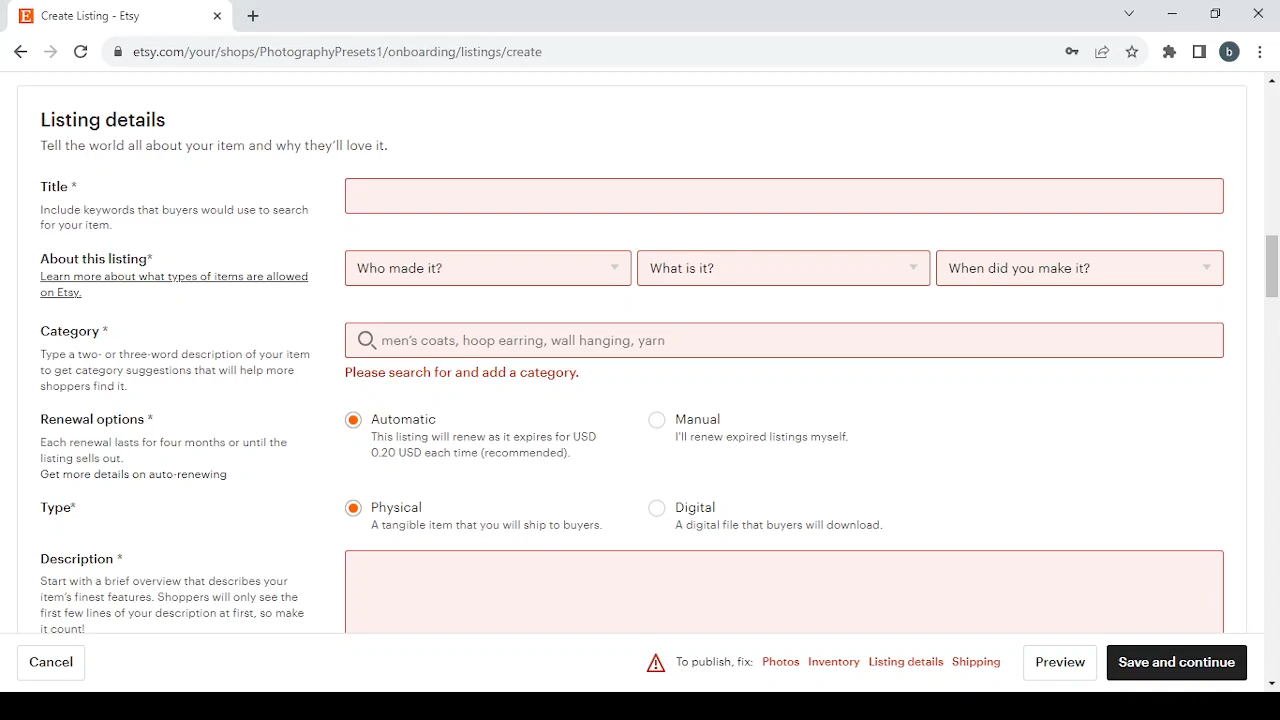 Create Listing - Etsy
etsy.com/your/shops/PhotographyPresets1/onboarding/listings/create
b
Listing details
Tell the world all about your item and why they'll love it.
Title *
Include keywords that buyers would use to search
for your item.
About this listing*
Learn more about what types of items are allowed
on Etsy.
Who made it?
What is it?
When did you make it?
Category *
Type a two- or three-word description of your item
to get category suggestions that will help more
shoppers find it.
men's coats, hoop earring, wall hanging, yarn
Please search for and add a category.
Renewal options *
Each renewal lasts for four months or until the
listing sells out.
Get more details on auto-renewing
Automatic
This listing will renew as it expires for USD
0.20 USD each time (recommended).
Manual
I'll renew expired listings myself.
Type*
Physical
A tangible item that you will ship to buyers.
Digital
A digital file that buyers will download.
Description *
Start with a brief overview that describes your
item's finest features. Shoppers will only see the
first few lines of your description at first, so make
it count!
Cancel
To publish, fix: Photos Inventory Listing details Shipping
Preview
Save and continue